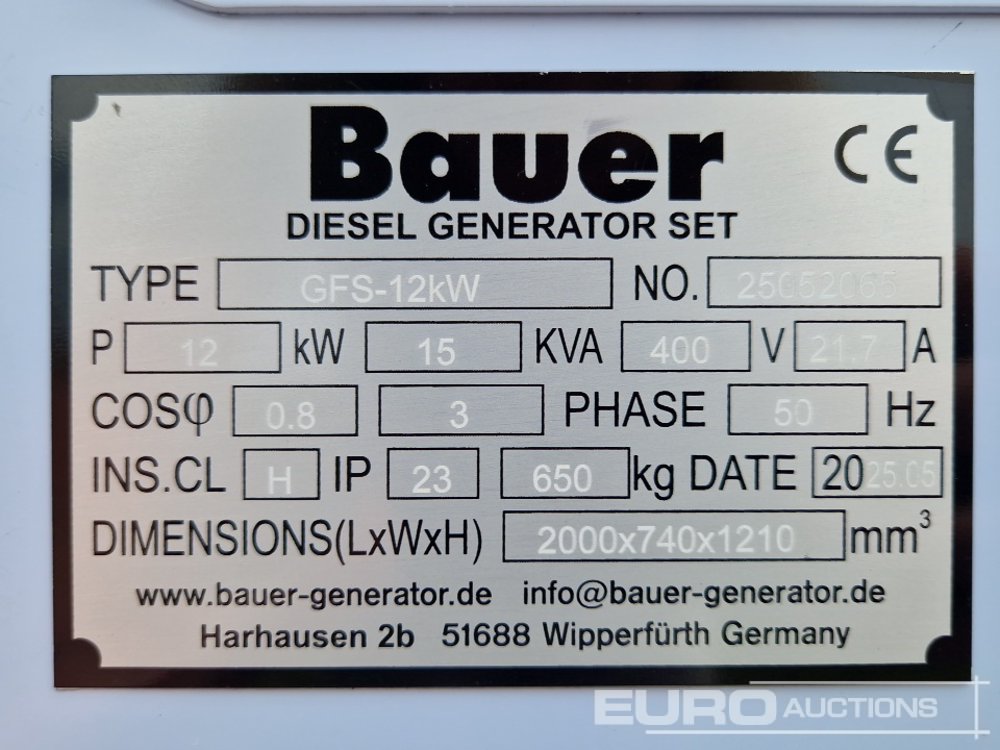 Bauer CE
DIESEL GENERATOR SET
TYPE GFS-12kW NO. 25052065
P 12 kW 15 KVA 400 V 21.7 A
COSφ 0.8 3 PHASE 50 Hz
INS.CL H IP 23 650 kg DATE 2025.05
DIMENSIONS(LxWxH) 2000x740x1210 mm³
www.bauer-generator.de info@bauer-generator.de
Harhausen 2b 51688 Wipperfürth Germany
EURO AUCTIONS